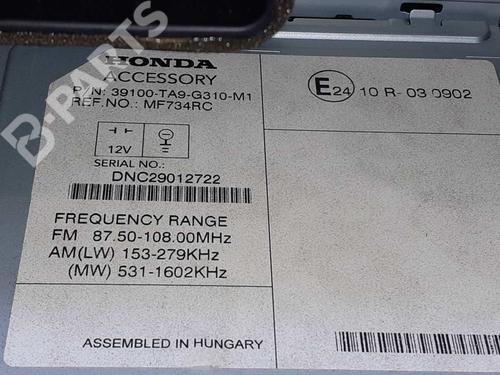 HONDA
ACCESSORY
P/N: 39100-TA9-G310-M1
REF.NO.: MF734RC
12V
SERIAL NO.:
DNC29012722
FREQUENCY RANGE
FM 87.50-108.00MHz
AM(LW) 153-279KHz
(MW) 531-1602KHz
ASSEMBLED IN HUNGARY
E24 10 R- 03 0902
B-PARTS
B-PARTS